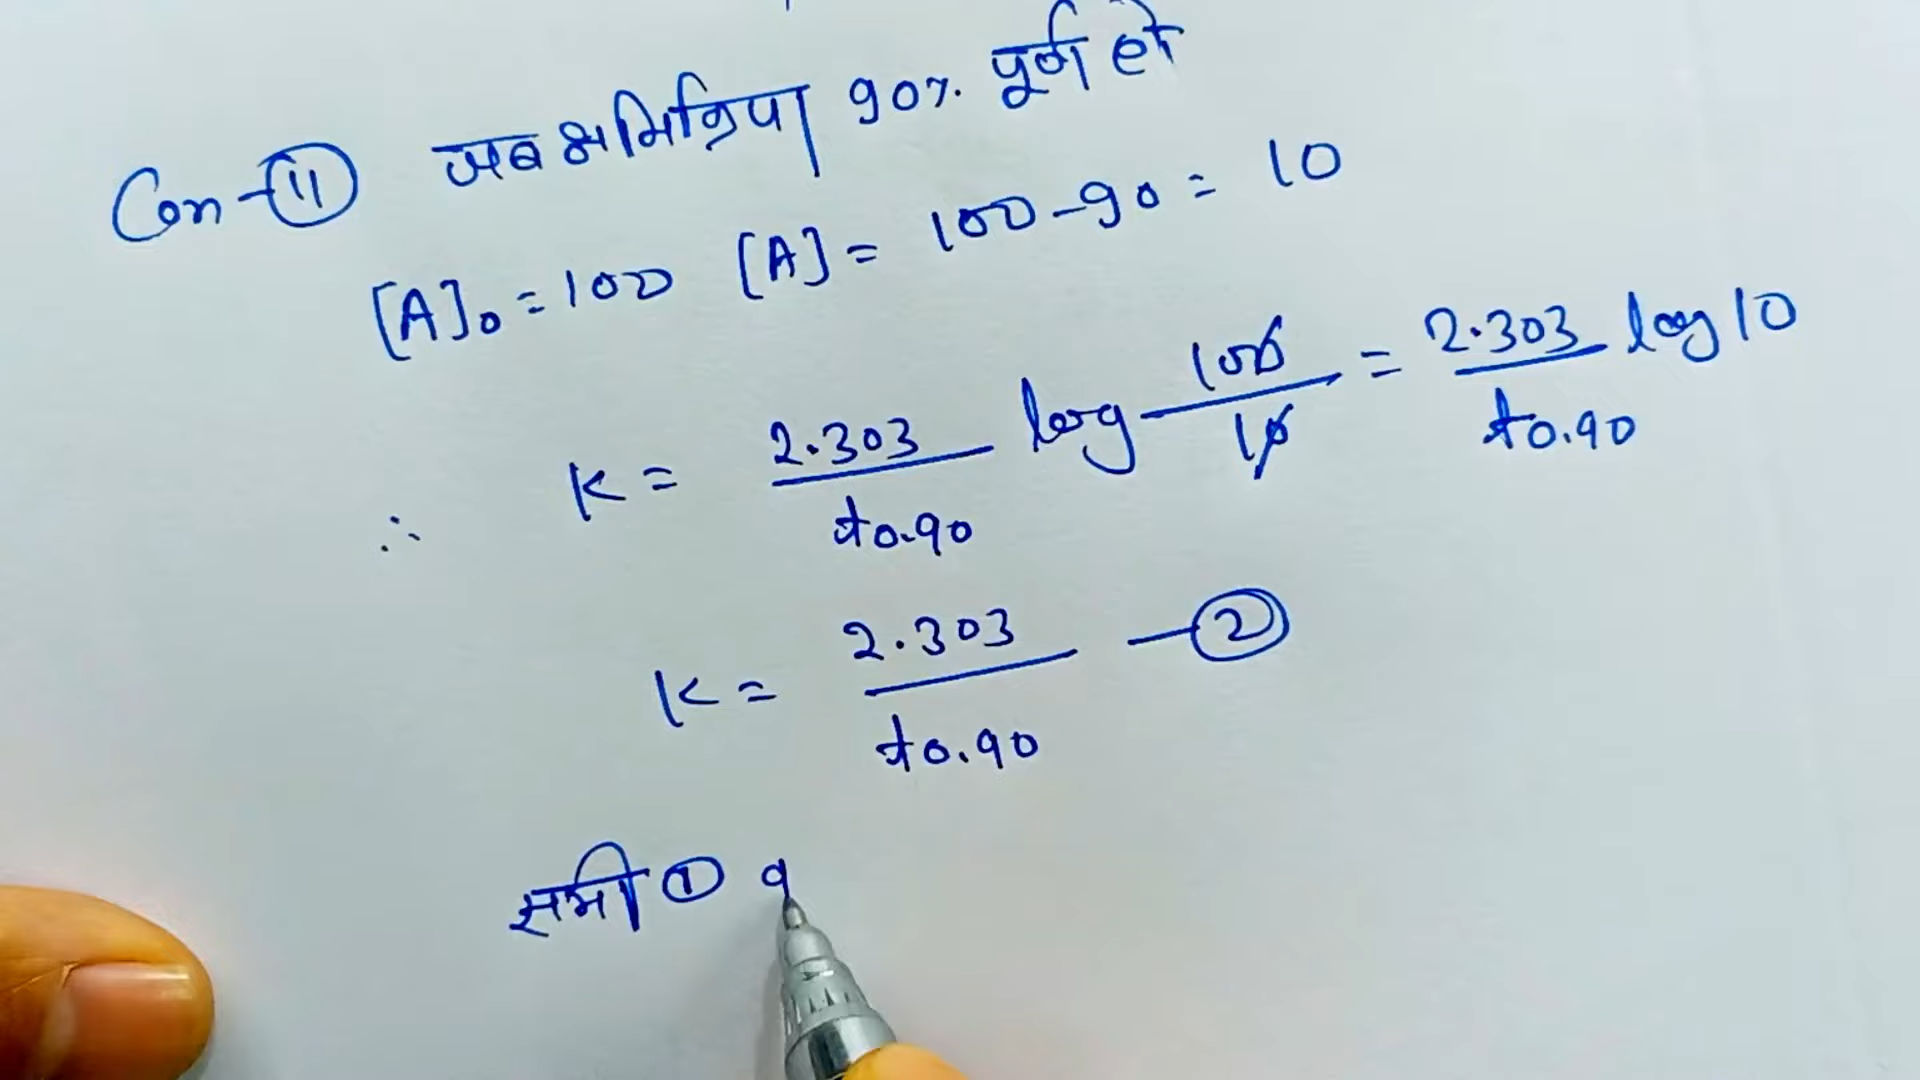 Con-(11) जब अभिक्रिया 90%. पूर्ण हो
[A]₀ = 100 [A] = 100-90 = 10
∴ K = 2.303/t0.90 log 100/10 = 2.303/t0.90 log 10
K = 2.303/t0.90 —(2)
समी (1) व